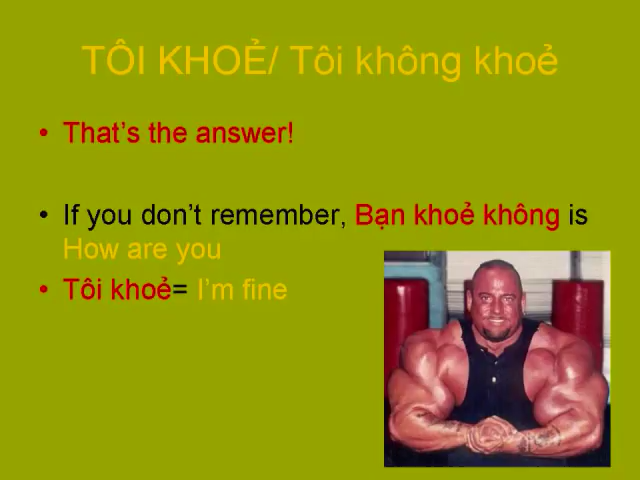 TÔI KHOẺ/ Tôi không khoẻ
• That's the answer!
• If you don't remember, Bạn khoẻ không is
How are you
• Tôi khoẻ= I'm fine